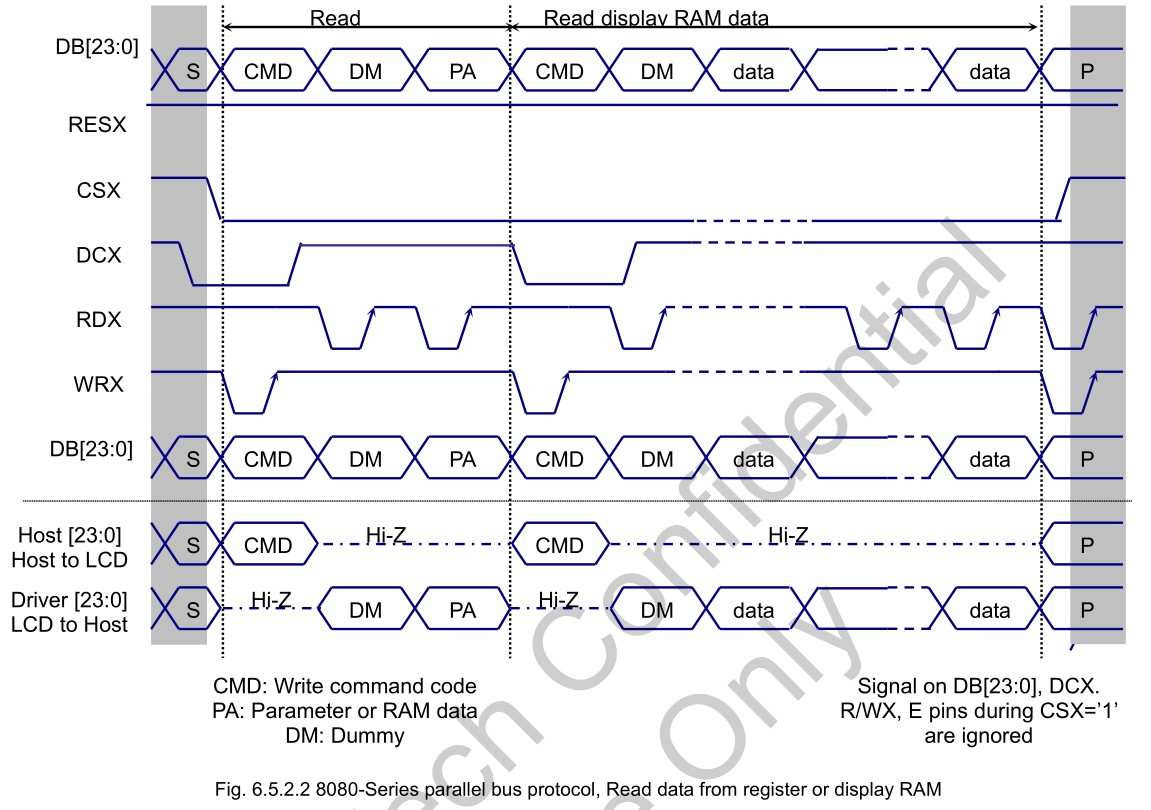 Read Read display RAM data
DB[23:0] S CMD DM PA CMD DM data data P
RESX
CSX
DCX
RDX
WRX
DB[23:0] S CMD DM PA CMD DM data data P
Host [23:0]
Host to LCD
S CMD Hi-Z CMD Hi-Z P
Driver [23:0]
LCD to Host
S Hi-Z DM PA Hi-Z DM data data P
CMD: Write command code
PA: Parameter or RAM data
DM: Dummy
Signal on DB[23:0], DCX.
R/WX, E pins during CSX='1'
are ignored
Fig. 6.5.2.2 8080-Series parallel bus protocol, Read data from register or display RAM
Confidential
Only